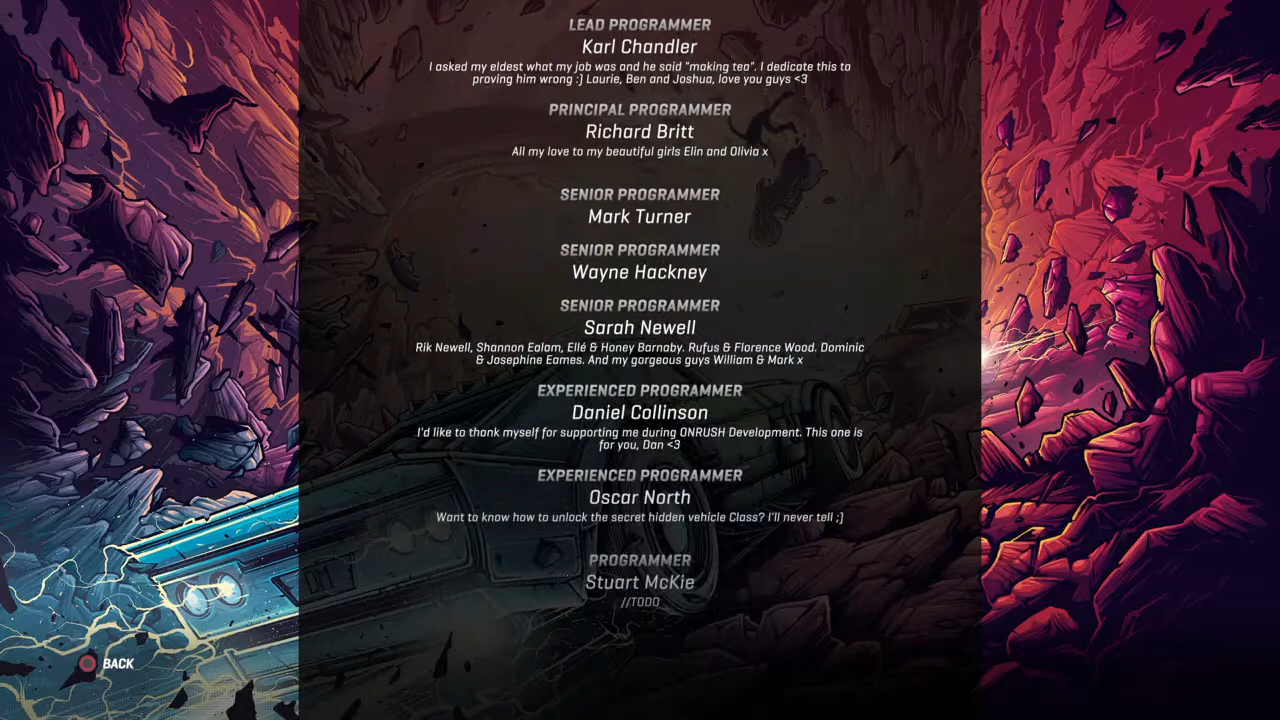 LEAD PROGRAMMER
Karl Chandler
I asked my eldest what my job was and he said "making tea". I dedicate this to
proving him wrong :] Laurie, Ben and Joshua, love you guys <3
PRINCIPAL PROGRAMMER
Richard Britt
All my love to my beautiful girls Elin and Olivia x
SENIOR PROGRAMMER
Mark Turner
SENIOR PROGRAMMER
Wayne Hackney
SENIOR PROGRAMMER
Sarah Newell
Rik Newell, Shannon Ealam, Ellé & Honey Barnaby. Rufus & Florence Wood. Dominic
& Josephine Eames. And my gorgeous guys William & Mark x
EXPERIENCED PROGRAMMER
Daniel Collinson
I'd like to thank myself for supporting me during ONRUSH Development. This one is
for you, Dan <3
EXPERIENCED PROGRAMMER
Oscar North
Want to know how to unlock the secret hidden vehicle Class? I'll never tell ;]
PROGRAMMER
Stuart McKie
//TODO
BACK